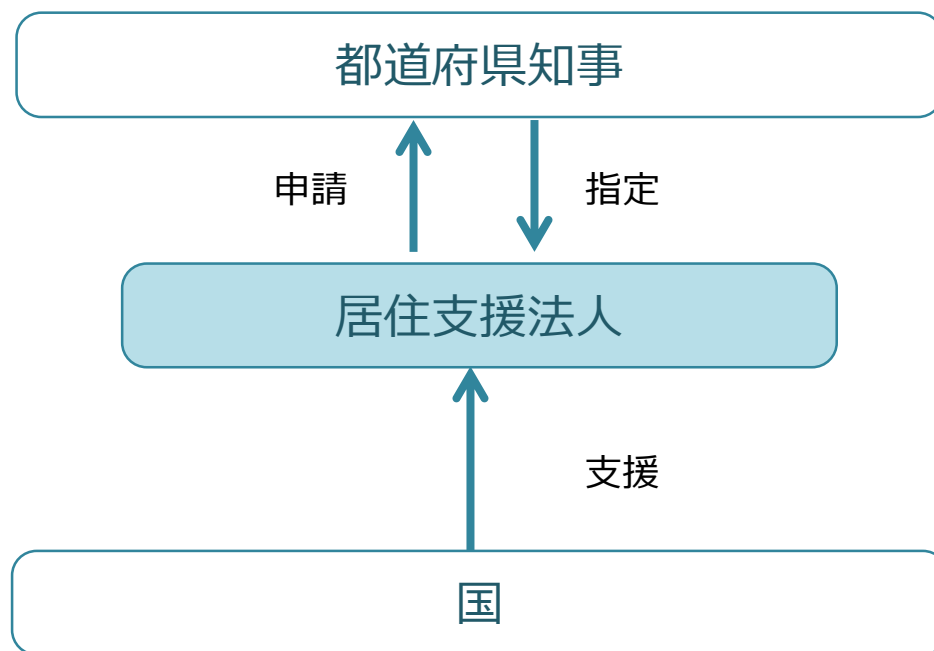 都道府県知事
申請
指定
居住支援法人
支援
国